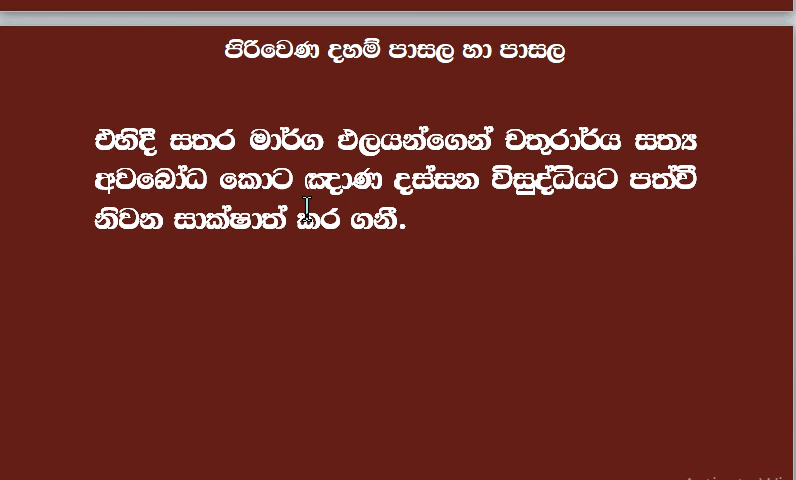 පිරිවෙණ දහම් පාසල හා පාසල
එහිදී සතර මාර්ග ඵලයන්ගෙන් චතුරාර්ය සත්‍ය
අවබෝධ කොට ඤාණ දස්සන විසුද්ධියට පත්වී
නිවන සාක්ෂාත් කර ගනී.